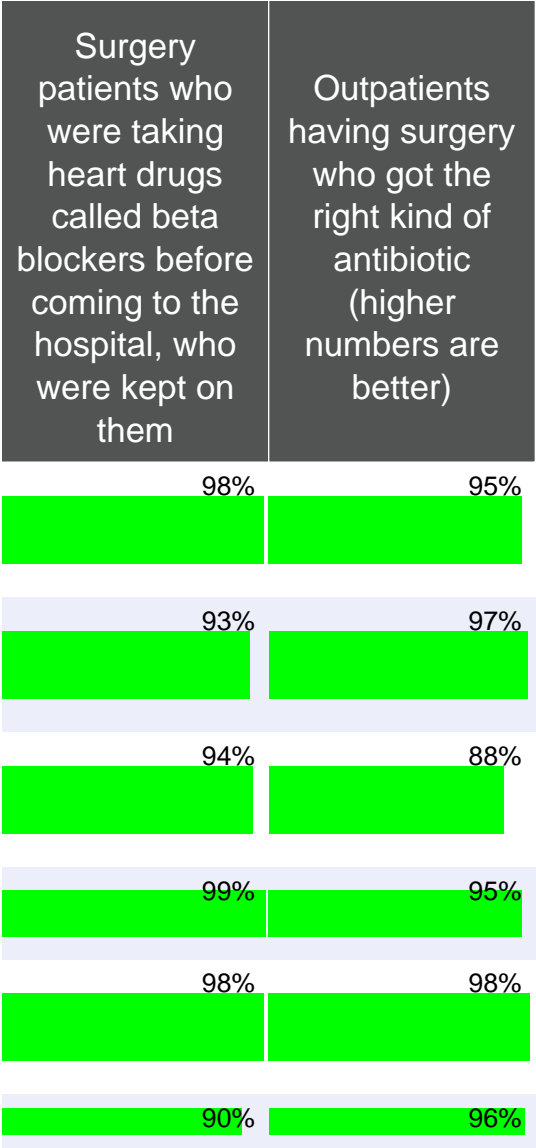 Surgery
patients who
were taking
heart drugs
called beta
blockers before
coming to the
hospital, who
were kept on
them
Outpatients
having surgery
who got the
right kind of
antibiotic
(higher
numbers are
better)
98% 95%
93% 97%
94% 88%
99% 95%
98% 98%
90% 96%